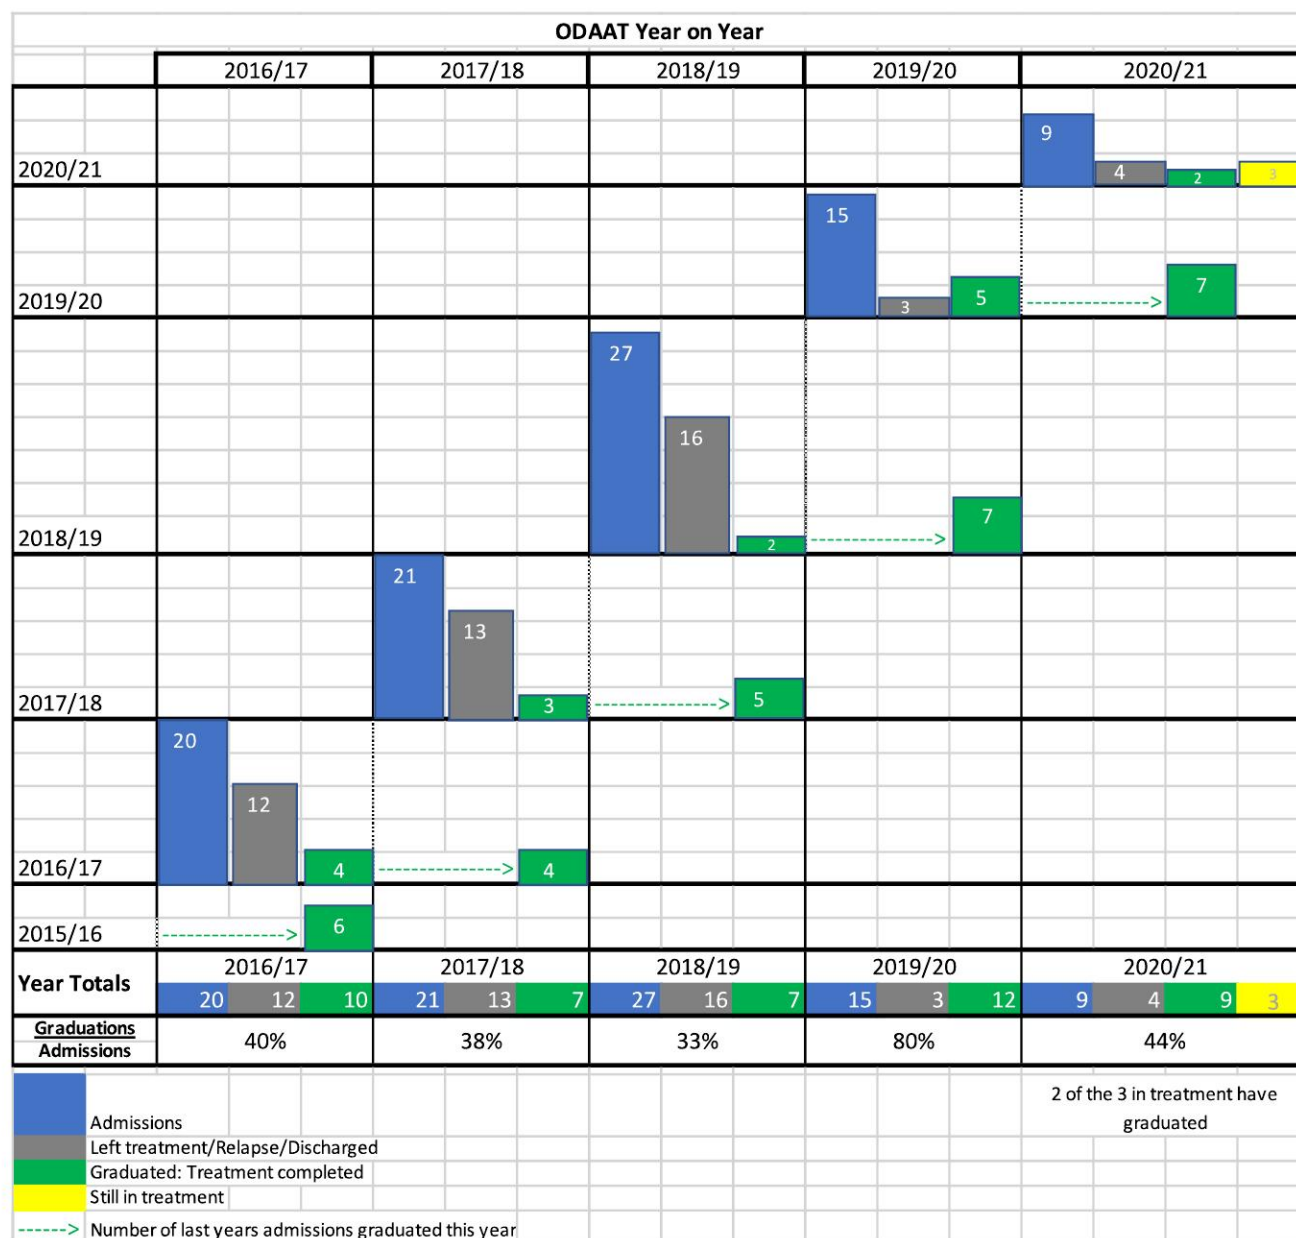 ODAAT Year on Year
2016/17 2017/18 2018/19 2019/20 2020/21
9
4 2 3
2020/21
15
3 5 7
2019/20
27
16
2 7
2018/19
21
13
3 5
2017/18
20
12
4 4
2016/17
6
2015/16
Year Totals
2016/17 2017/18 2018/19 2019/20 2020/21
20 12 10 21 13 7 27 16 7 15 3 12 9 4 9 3
Graduations
Admissions
40% 38% 33% 80% 44%
2 of the 3 in treatment have
graduated
Admissions
Left treatment/Relapse/Discharged
Graduated: Treatment completed
Still in treatment
Number of last years admissions graduated this year